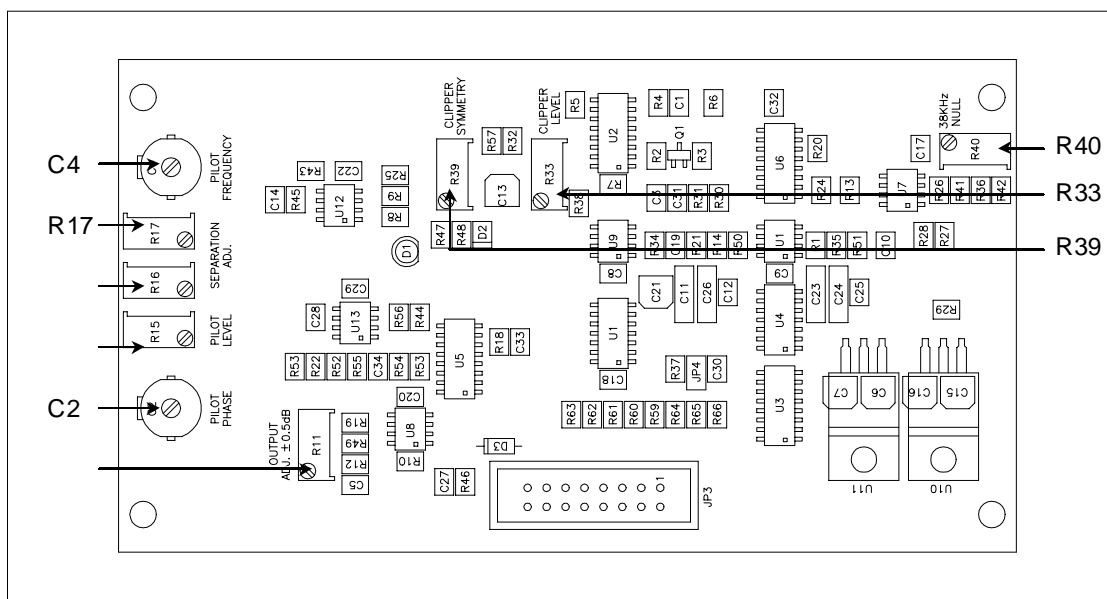 C4
R17
C2
R40
R33
R39
PILOT
FREQUENCY
R17
R16
SEPARATION
ADJ.
R15
PILOT
LEVEL
PILOT
PHASE
OUTPUT
ADJ. ±0.5dB
R11
R19
R49
R12
C5
R43
C22
C14
R45
U12
R25
R9
R8
D1
CLIPPER
SYMMETRY
R39
R57
R32
C13
CLIPPER
LEVEL
R33
R38
R47
R48
D2
R5
U2
R7
R4
C1
R6
Q1
R2
R3
C3
C31
R31
R30
C32
U6
R20
R24
R13
C17
U7
38KHz
NULL
R40
R26
R41
R36
R42
U9
C8
R34
C19
R21
R14
R50
U1
C9
R1
R35
R51
C10
R28
R27
C29
C28
U13
R56
R44
R53
R22
R52
R55
C34
R54
R53
U5
R18
C33
C20
U8
R10
C27
R46
D3
C21
C11
C26
C12
U1
C18
R37
JP4
C30
R63
R62
R61
R60
R59
R64
R65
R66
U4
U3
C23
C24
C25
R29
C7
C6
C16
C15
U11
U10
1
JP3